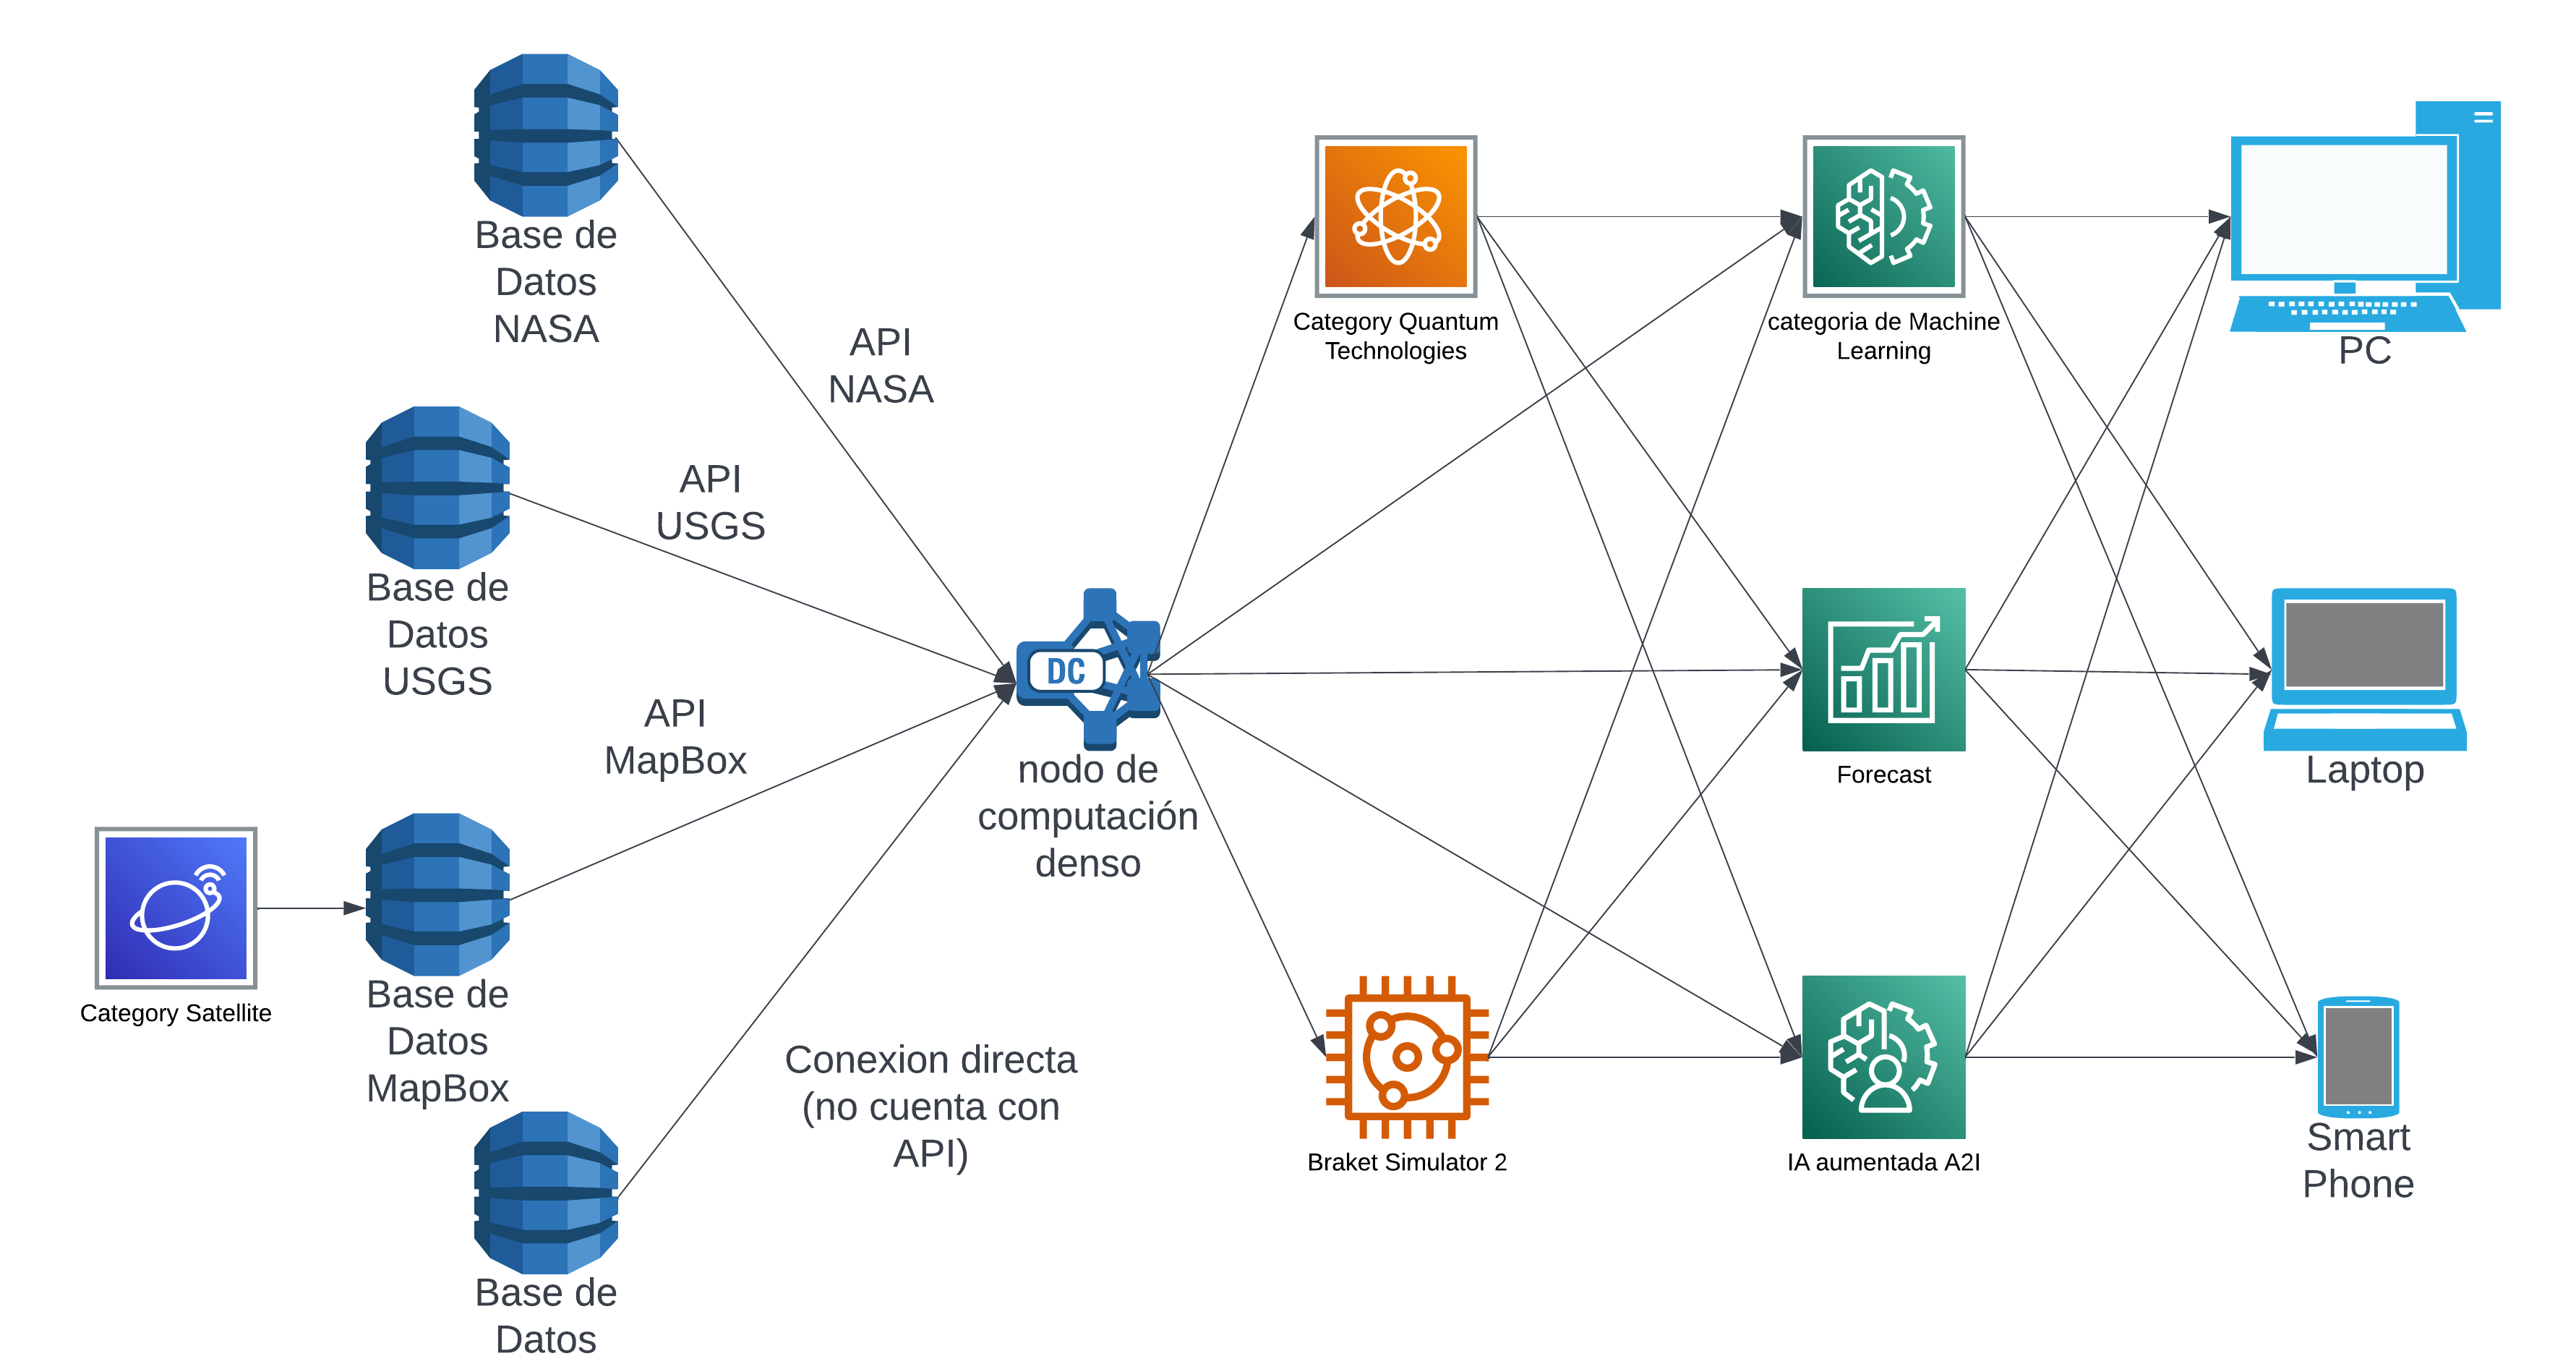 Base de
Datos
NASA
API
NASA
Base de
Datos
USGS
API
USGS
Category Satellite
Base de
Datos
MapBox
API
MapBox
Base de
Datos
Conexion directa
(no cuenta con
API)
DC
nodo de
computación
denso
Category Quantum
Technologies
Braket Simulator 2
categoria de Machine
Learning
Forecast
IA aumentada A2I
PC
Laptop
Smart
Phone